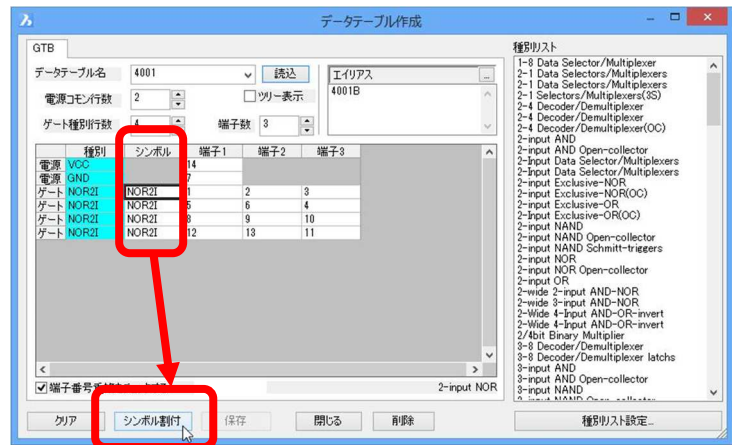 データテーブル作成
GTB
データテーブル名 4001 読込
電源コモン行数 2 ツリー表示
ゲート種別行数 4 端子数 3
エイリアス ...
4001B
種別 シンボル 端子1 端子2 端子3
電源 VCC 14
電源 GND 7
ゲート NOR2I NOR2I 1 2 3
ゲート NOR2I NOR2I 5 6 4
ゲート NOR2I NOR2I 8 9 10
ゲート NOR2I NOR2I 12 13 11
端子番号
2-input NOR
クリア シンボル割付 保存 閉じる 削除
種別リスト
1-8 Data Selector/Multiplexer
2-1 Data Selector/Multiplexers
2-1 Data Selector/Multiplexers
2-1 Selectors/Multiplexers(3S)
2-4 Decoder/Demultiplexer
2-4 Decoder/Demultiplexer
2-4 Decoder/Demultiplexer(OC)
2-input AND
2-input AND Open-collector
2-Input Data Selector/Multiplexers
2-Input Data Selector/Multiplexers
2-input Exclusive-NOR
2-input Exclusive-NOR(OC)
2-input Exclusive-OR
2-Input Exclusive-OR(OC)
2-input NAND
2-input NAND Open-collector
2-input NAND Schmitt-triggers
2-input NOR
2-input NOR Open-collector
2-input OR
2-wide 2-input AND-NOR
2-wide 3-input AND-NOR
2-Wide 4-Input AND-OR-invert
2-Wide 4-Input AND-OR-invert
2/4bit Binary Multiplier
3-8 Decoder/Demultiplexer
3-8 Decoder/Demultiplexer latchs
3-input AND
3-input AND Open-collector
3-input NAND
種別リスト設定...